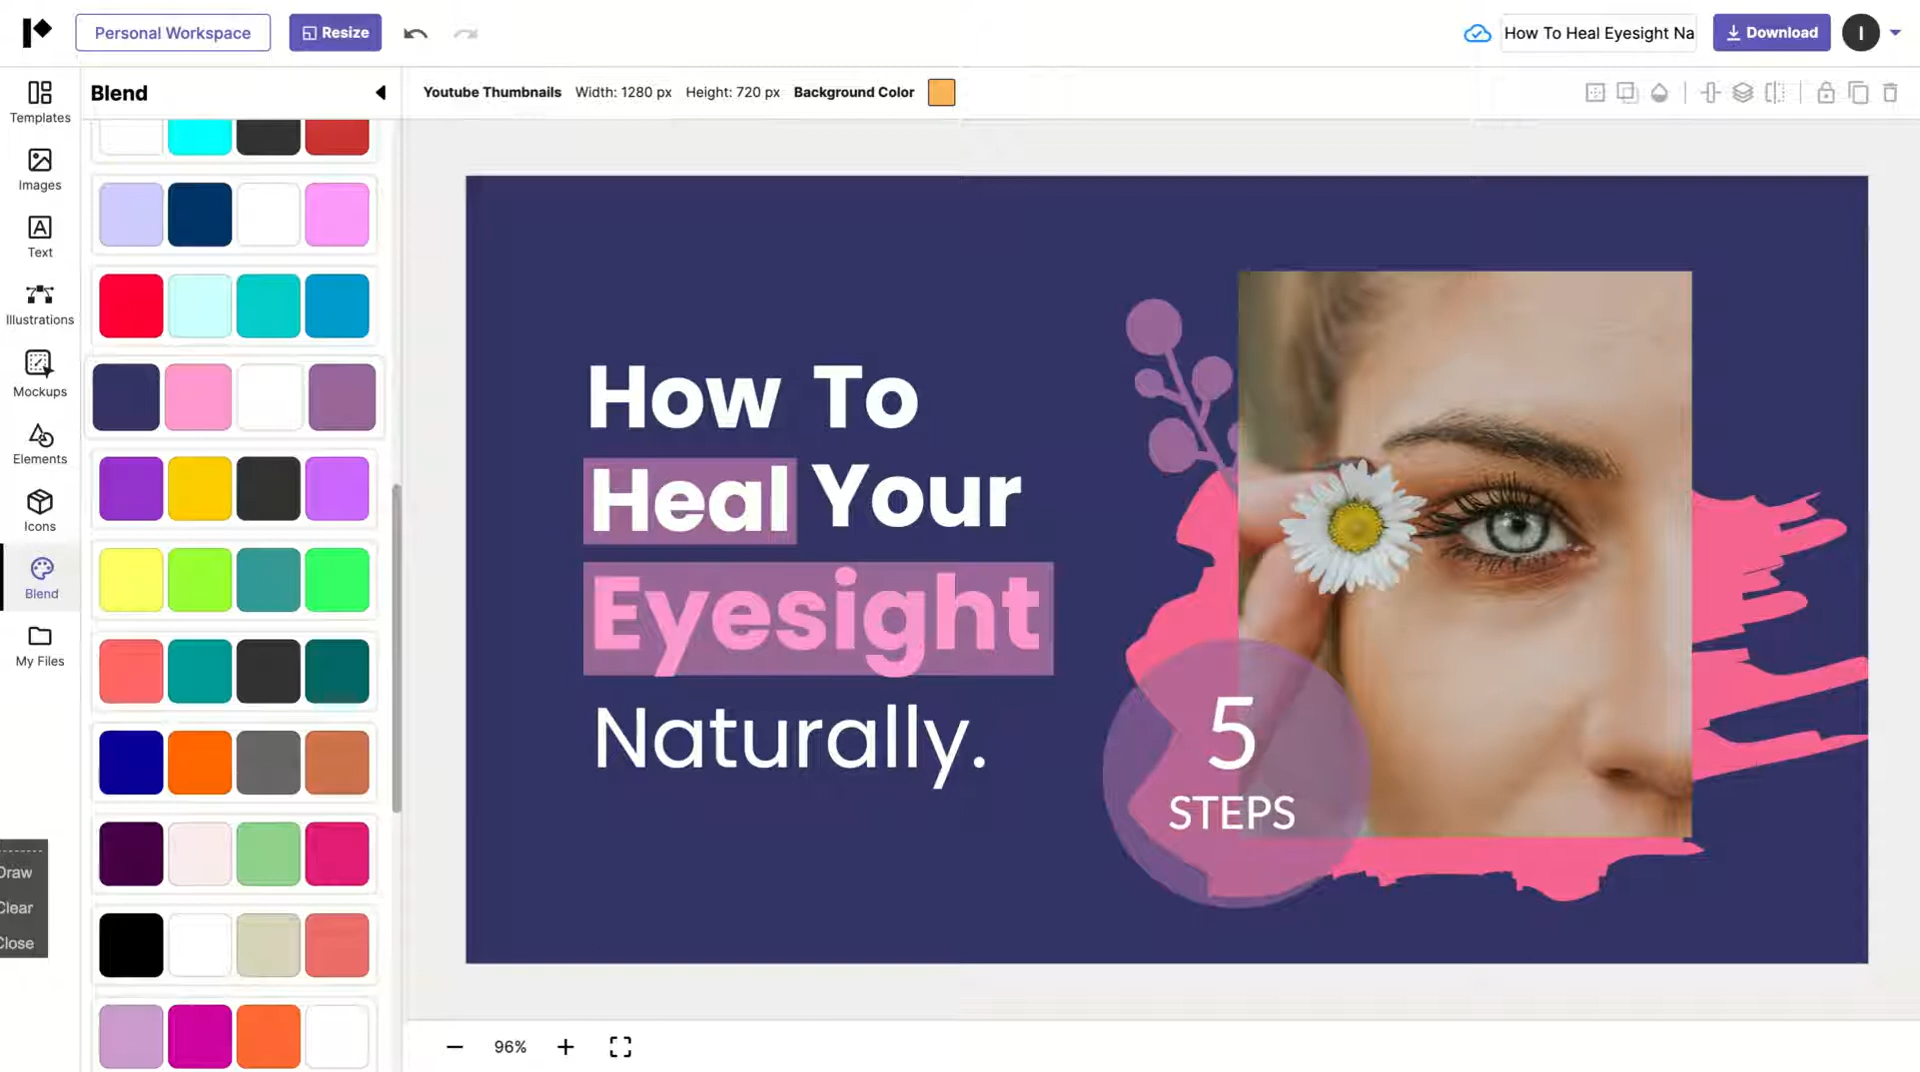 Personal Workspace
Resize
How To Heal Eyesight Na
Download
I
Templates
Images
Text
Illustrations
Mockups
Elements
Icons
Blend
My Files
Draw
Clear
Close
Blend
Youtube Thumbnails Width: 1280 px Height: 720 px Background Color
How To
Heal Your
Eyesight
Naturally.
5
STEPS
96%